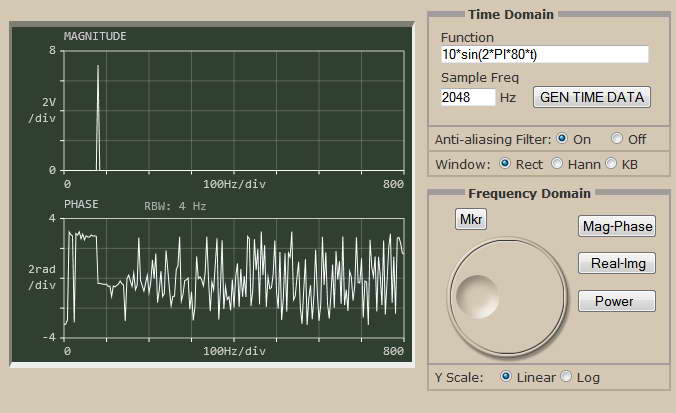 MAGNITUDE
8
2V
/div
0
0 100Hz/div 800
PHASE RBW: 4 Hz
4
2rad
/div
-4
0 100Hz/div 800
Time Domain
Function
10*sin(2*PI*80*t)
Sample Freq
2048 Hz GEN TIME DATA
Anti-aliasing Filter: On Off
Window: Rect Hann KB
Frequency Domain
Mkr
Mag-Phase
Real-Img
Power
Y Scale: Linear Log